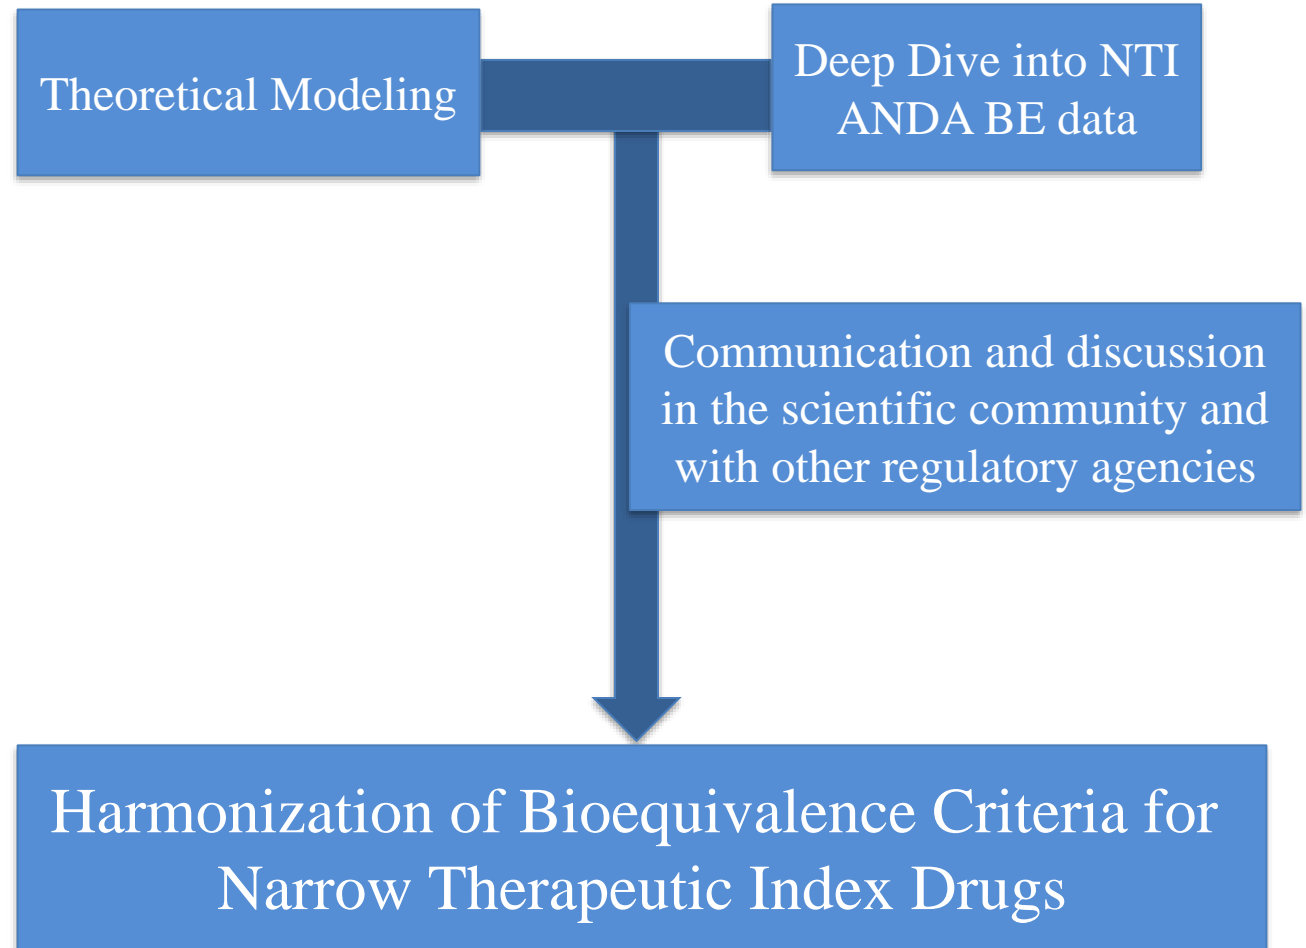 Theoretical Modeling
Deep Dive into NTI
ANDA BE data
Communication and discussion
in the scientific community and
with other regulatory agencies
Harmonization of Bioequivalence Criteria for
Narrow Therapeutic Index Drugs